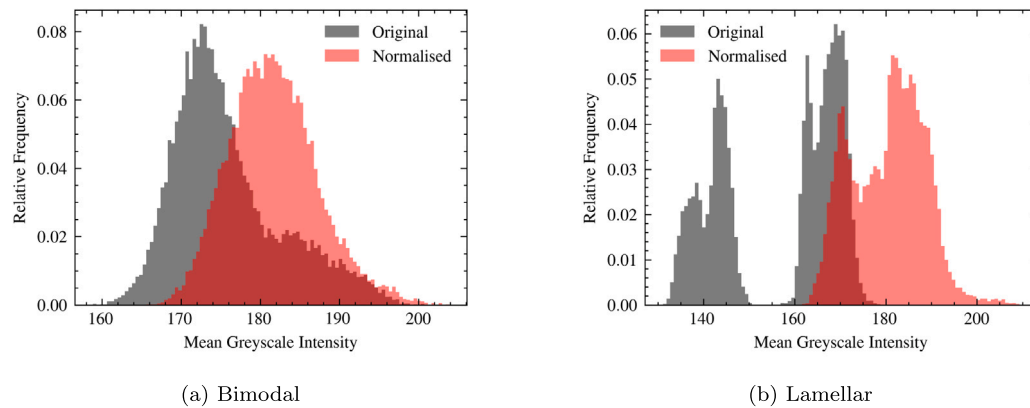 Original
Normalised
0.08
0.06
0.04
0.02
0.00
Relative Frequency
160 170 180 190 200
Mean Greyscale Intensity
(a) Bimodal
Original
Normalised
0.06
0.05
0.04
0.03
0.02
0.01
0.00
Relative Frequency
140 160 180 200
Mean Greyscale Intensity
(b) Lamellar